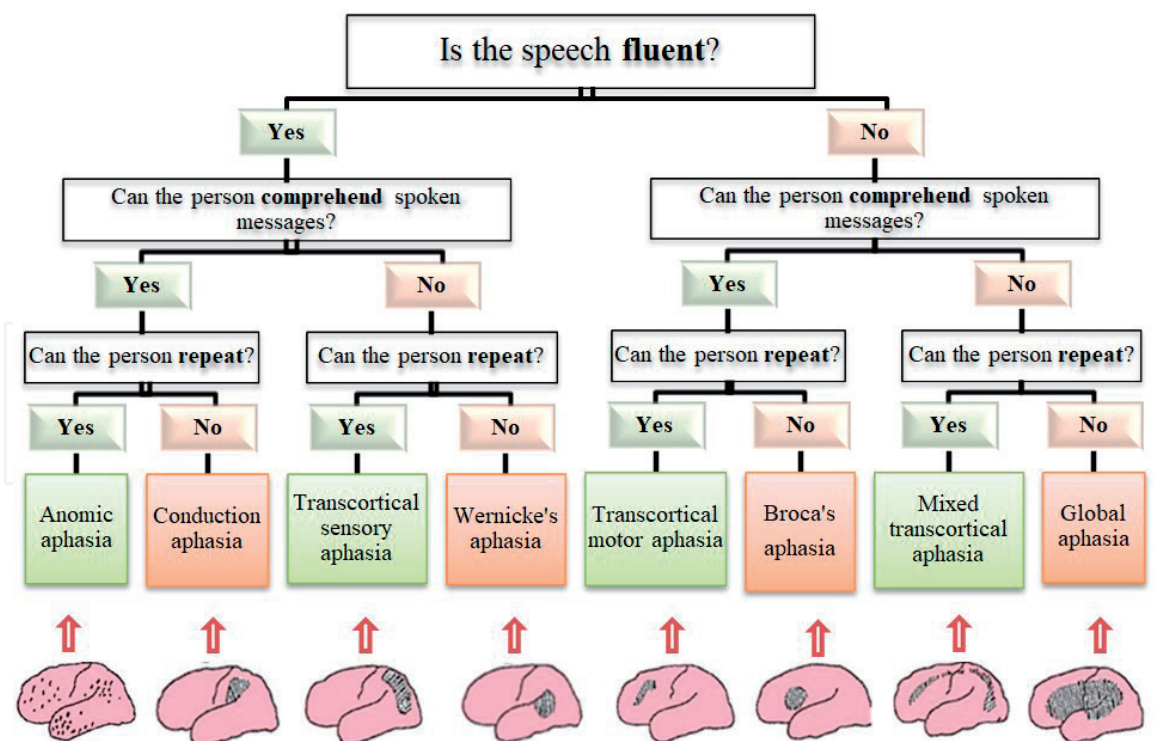 Is the speech fluent?
Yes
No
Can the person comprehend spoken
messages?
Can the person comprehend spoken
messages?
Yes
No
Yes
No
Can the person repeat?
Can the person repeat?
Can the person repeat?
Can the person repeat?
Yes
No
Yes
No
Yes
No
Yes
No
Anomic
aphasia
Conduction
aphasia
Transcortical
sensory
aphasia
Wernicke's
aphasia
Transcortical
motor aphasia
Broca's
aphasia
Mixed
transcortical
aphasia
Global
aphasia